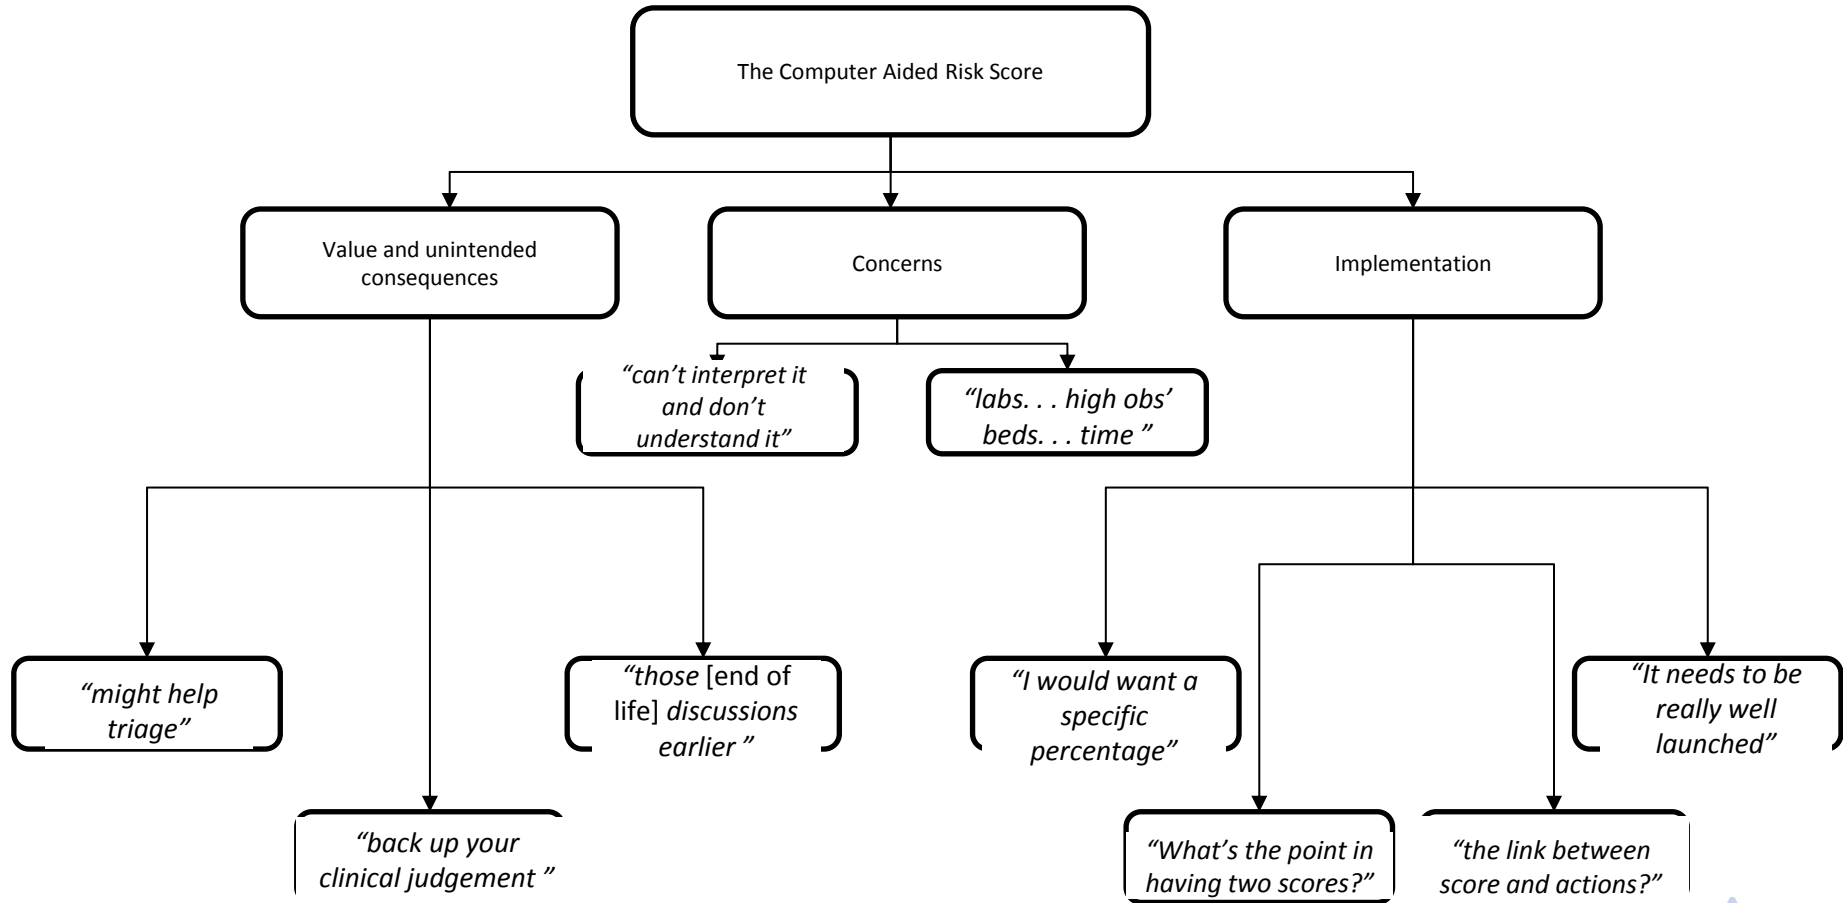 The Computer Aided Risk Score
Value and unintended
consequences
Concerns
Implementation
“can’t interpret it
and don’t
understand it”
“labs. . . high obs’
beds. . . time ”
“might help
triage”
“those [end of
life] discussions
earlier ”
“I would want a
specific
percentage”
“It needs to be
really well
launched”
“back up your
clinical judgement ”
“What’s the point in
having two scores?”
“the link between
score and actions?”